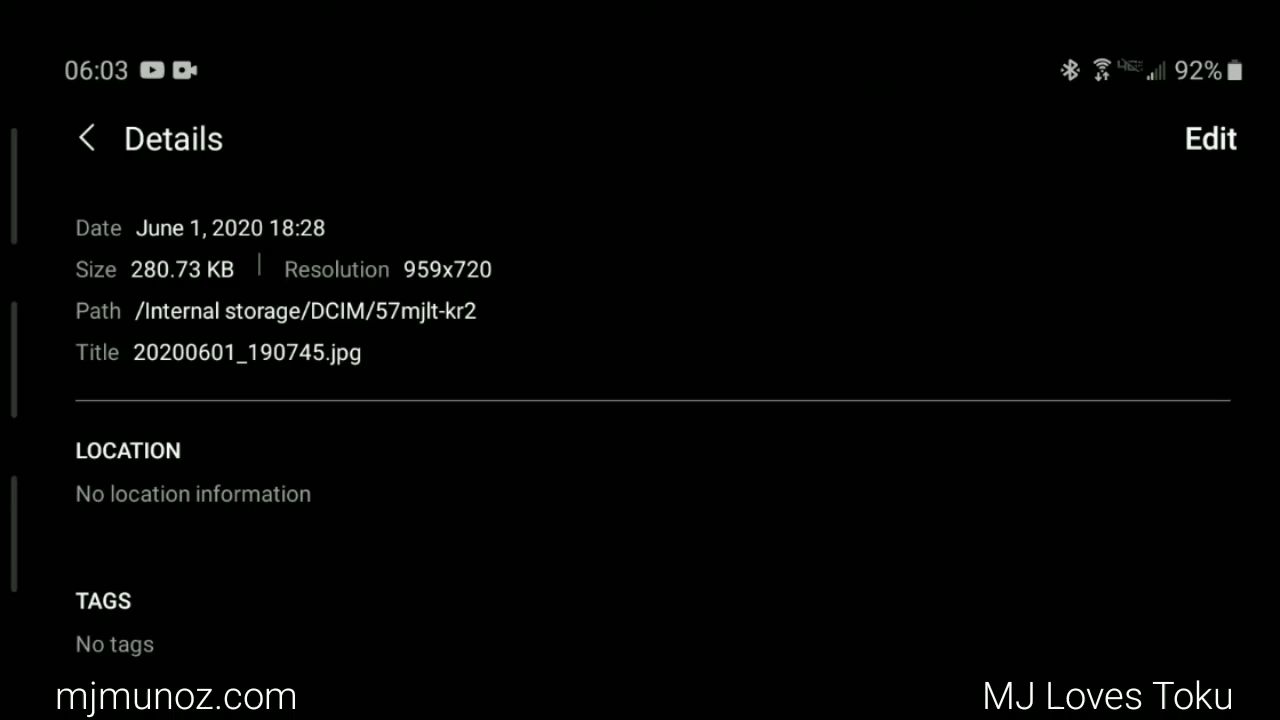 06:03 92%
Details Edit
Date June 1, 2020 18:28
Size 280.73 KB | Resolution 959x720
Path /Internal storage/DCIM/57mjlt-kr2
Title 20200601_190745.jpg
LOCATION
No location information
TAGS
No tags
mjmunoz.com MJ Loves Toku